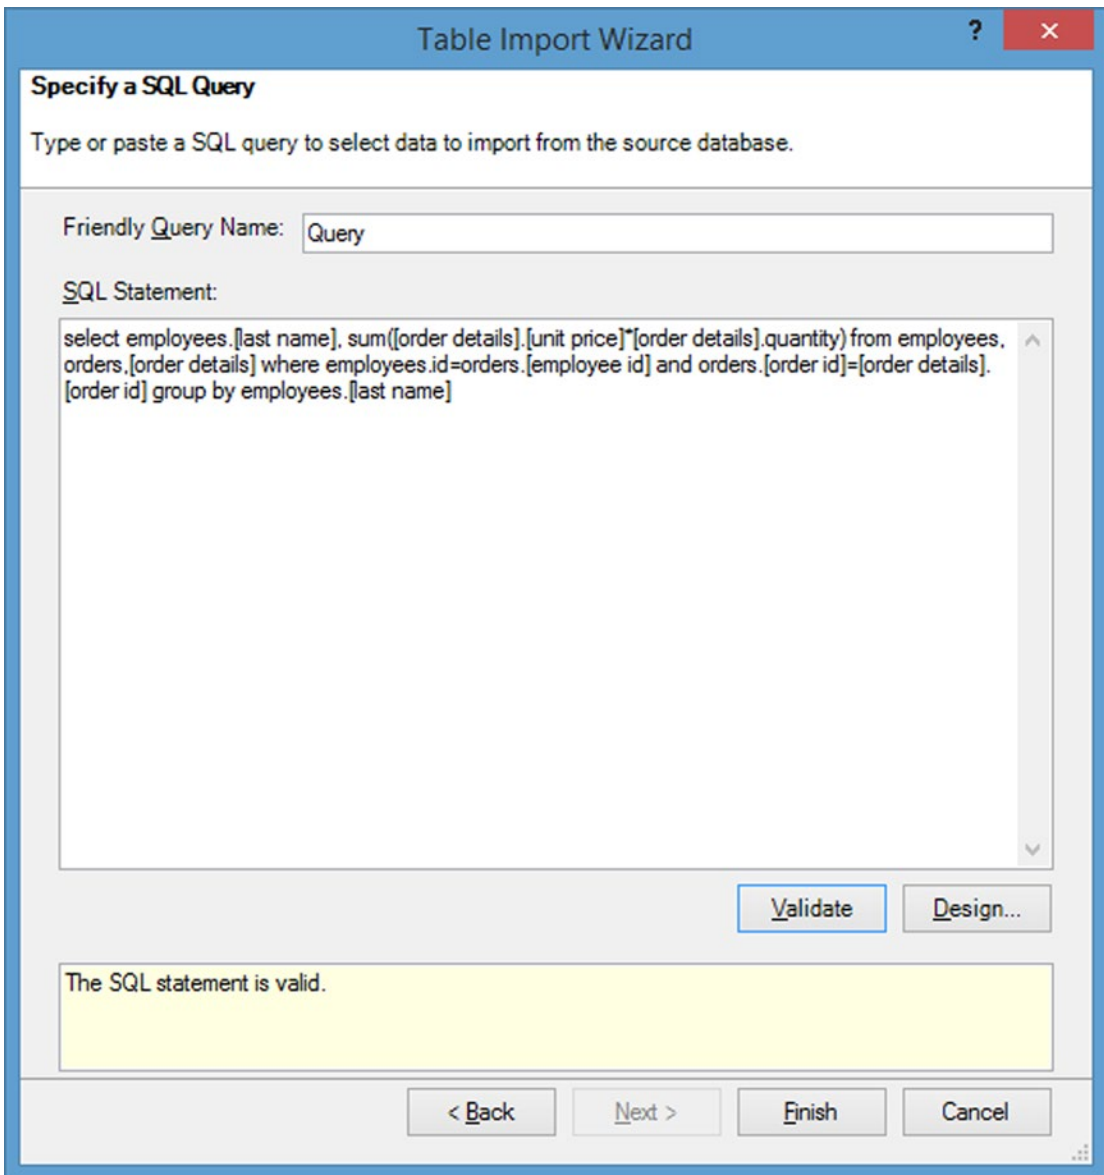 Table Import Wizard
?
Specify a SQL Query
Type or paste a SQL query to select data to import from the source database.
Friendly Query Name:
Query
SQL Statement:
select employees.[last name], sum([order details].[unit price]*[order details].quantity) from employees,
orders,[order details] where employees.id=orders.[employee id] and orders.[order id]=[order details].
[order id] group by employees.[last name]
Validate
Design...
The SQL statement is valid.
< Back
Next >
Finish
Cancel